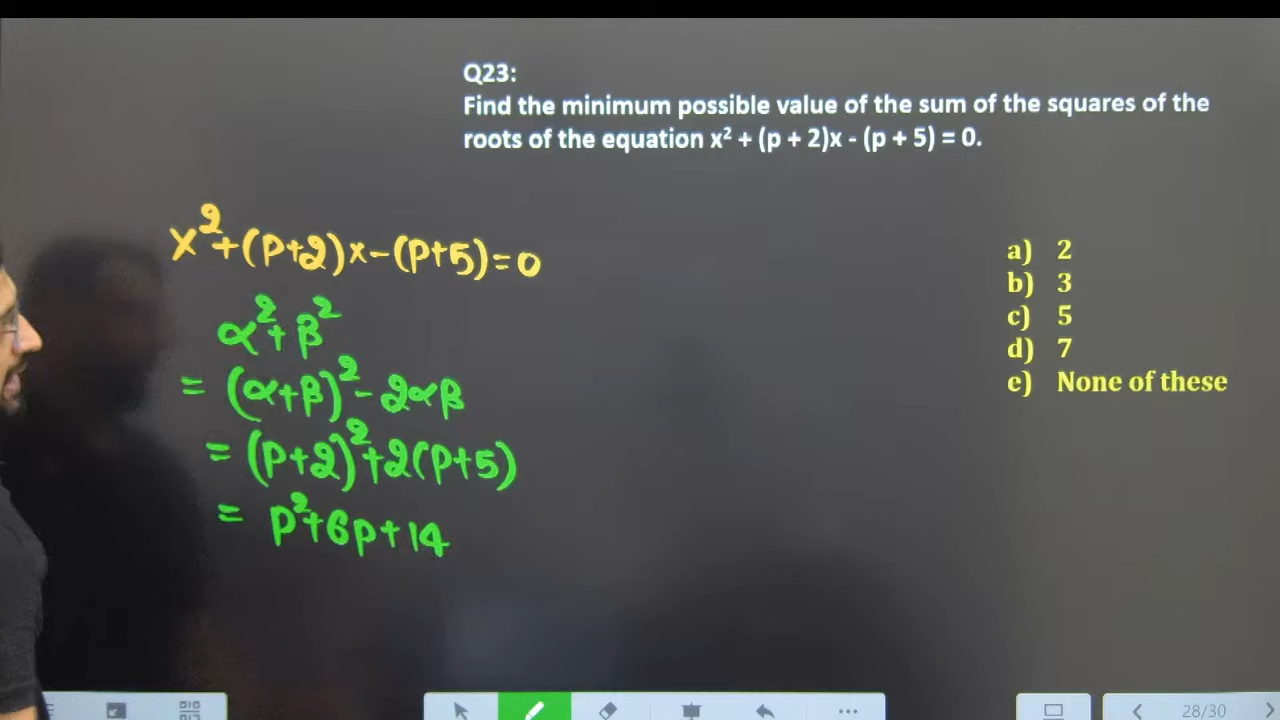 Q23:
Find the minimum possible value of the sum of the squares of the
roots of the equation x² + (p + 2)x - (p + 5) = 0.
x²+(p+2)x-(p+5)=0
α²+β²
= (α+β)²-2αβ
= (p+2)²+2(p+5)
= p²+6p+14
a) 2
b) 3
c) 5
d) 7
e) None of these
28/30